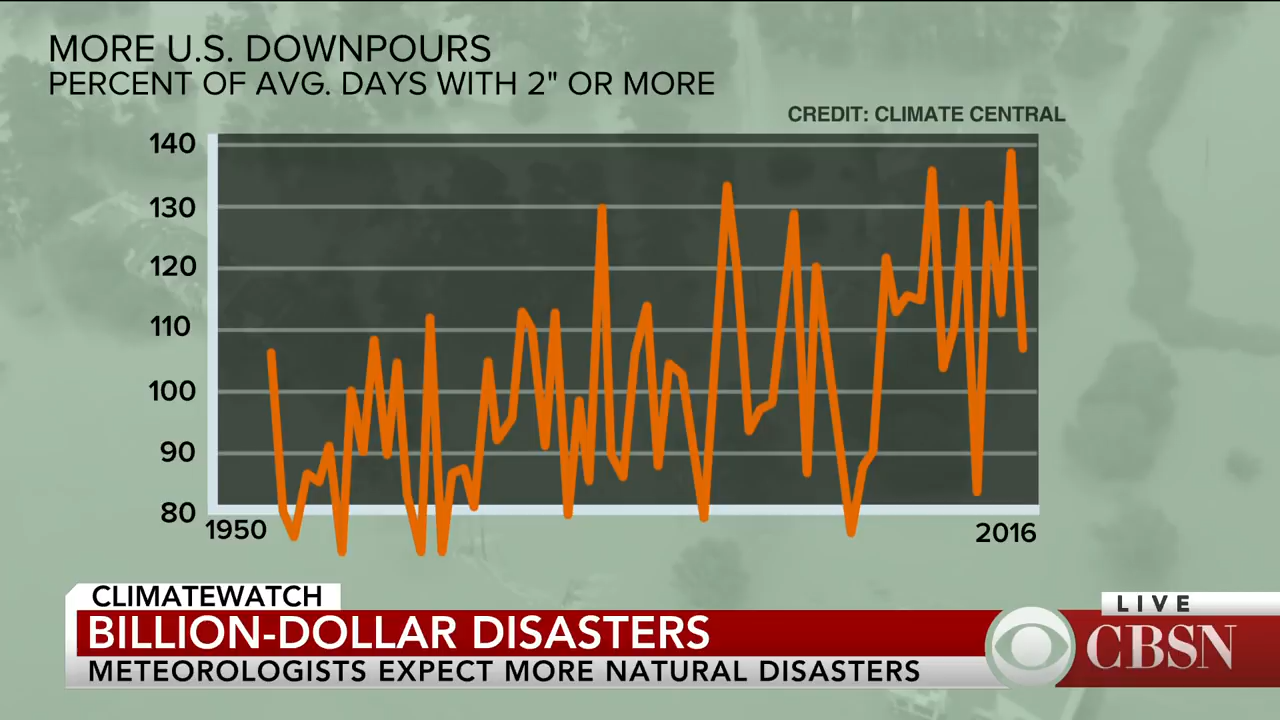 MORE U.S. DOWNPOURS
PERCENT OF AVG. DAYS WITH 2" OR MORE
CREDIT: CLIMATE CENTRAL
140
130
120
110
100
90
80
1950
2016
CLIMATEWATCH
BILLION-DOLLAR DISASTERS
METEOROLOGISTS EXPECT MORE NATURAL DISASTERS
LIVE
CBSN